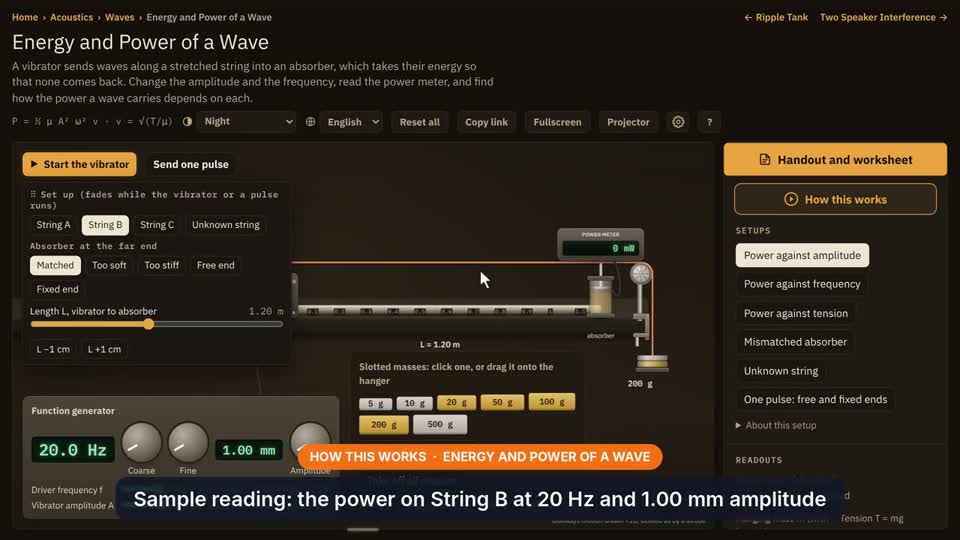 Home › Acoustics › Waves › Energy and Power of a Wave
← Ripple Tank Two Speaker Interference →
Energy and Power of a Wave
A vibrator sends waves along a stretched string into an absorber, which takes their energy so
that none comes back. Change the amplitude and the frequency, read the power meter, and find
how the power a wave carries depends on each.
P = ½ μ A² ω² v · v = √(T/μ) Night English Reset all Copy link Fullscreen Projector ?
Start the vibrator Send one pulse
Set up (fades while the vibrator or a pulse
runs)
String A String B String C Unknown string
Absorber at the far end
Matched Too soft Too stiff Free end
Fixed end
Length L, vibrator to absorber 1.20 m
L −1 cm L +1 cm
POWER METER
0 mW
absorber
L = 1.20 m
200 g
Slotted masses: click one, or drag it onto the
hanger
5 g 10 g 20 g 50 g 100 g
200 g 500 g
Function generator
20.0 Hz 1.00 mm
Coarse Fine Amplitude
Driver frequency f
Vibrator amplitude A
Handout and worksheet
How this works
SETUPS
Power against amplitude
Power against frequency
Power against tension
Mismatched absorber
Unknown string
One pulse: free and fixed ends
About this setup
READOUTS
Tension T = mg
HOW THIS WORKS · ENERGY AND POWER OF A WAVE
Sample reading: the power on String B at 20 Hz and 1.00 mm amplitude